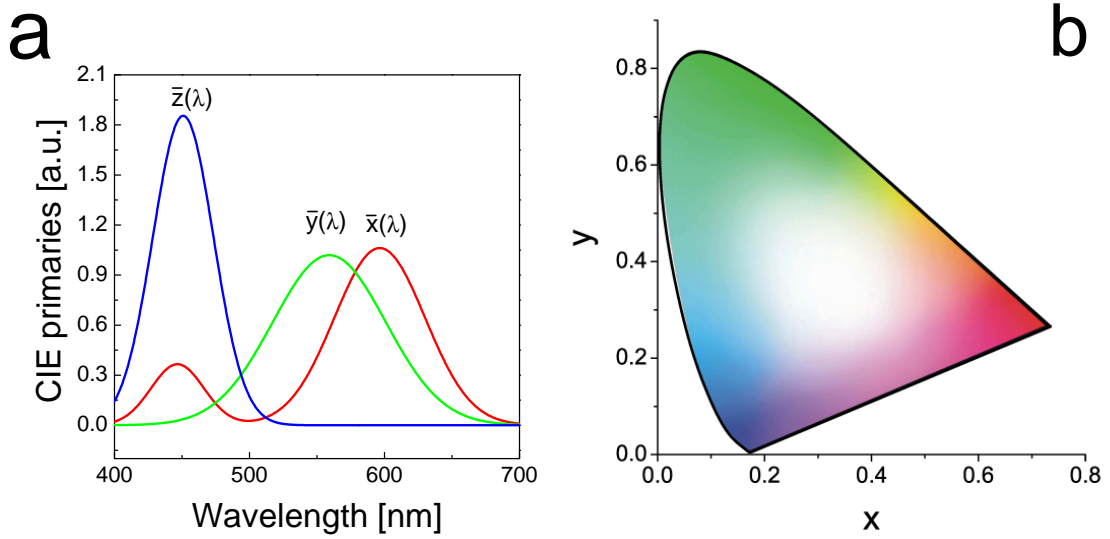 a
2.1
1.8
1.5
1.2
0.9
0.6
0.3
0.0
CIE primaries [a.u.]
z̄(λ)
ȳ(λ)
x̄(λ)
400
500
600
700
Wavelength [nm]
b
0.8
0.6
0.4
0.2
0.0
y
0.0
0.2
0.4
0.6
0.8
x